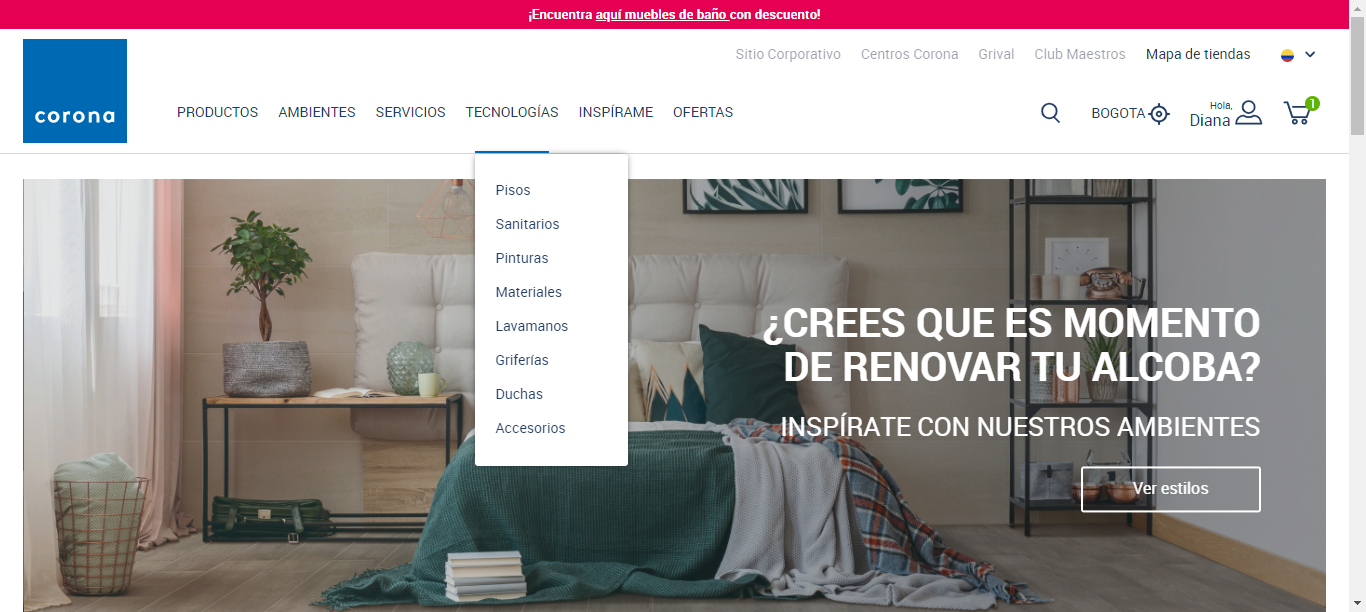 ¡Encuentra aquí muebles de baño con descuento!
Sitio Corporativo Centros Corona Grival Club Maestros Mapa de tiendas
corona
PRODUCTOS AMBIENTES SERVICIOS TECNOLOGÍAS INSPÍRAME OFERTAS
BOGOTA
Hola,
Diana
1
Pisos
Sanitarios
Pinturas
Materiales
Lavamanos
Griferías
Duchas
Accesorios
¿CREES QUE ES MOMENTO
DE RENOVAR TU ALCOBA?
INSPÍRATE CON NUESTROS AMBIENTES
Ver estilos